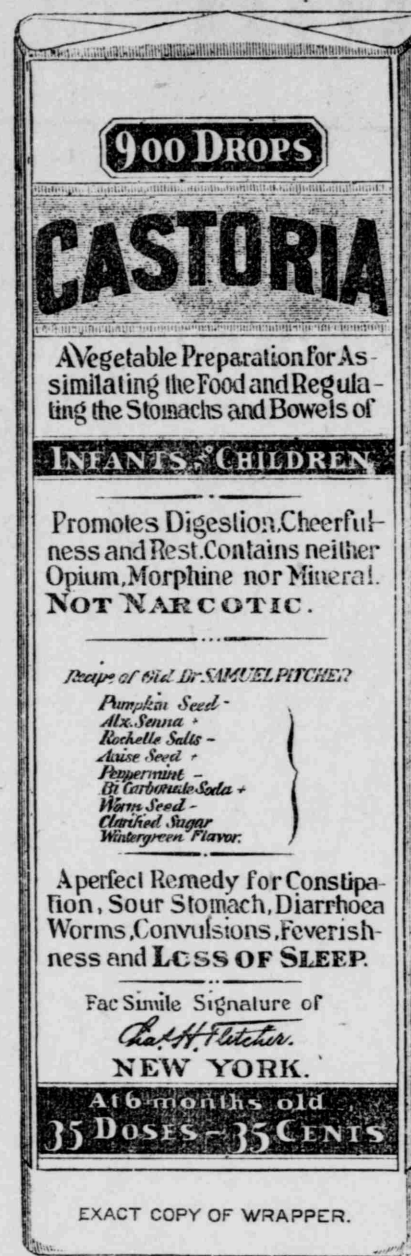 900 DROPS
CASTORIA
AVegetable Preparation for As-
similating the Food and Regula-
ting the Stomachs and Bowels of
INFANTS & CHILDREN
Promotes Digestion, Cheerful-
ness and Rest. Contains neither
Opium, Morphine nor Mineral.
NOT NARCOTIC.
Recipe of Old Dr SAMUEL PITCHER
Pumpkin Seed -
Alx. Senna +
Rochelle Salts -
Anise Seed +
Peppermint -
Bi Carbonate Soda +
Worm Seed -
Clarified Sugar
Wintergreen Flavor.
A perfect Remedy for Constipa-
tion, Sour Stomach, Diarrhoea
Worms, Convulsions, Feverish-
ness and LOSS OF SLEEP.
Fac Simile Signature of
Chas. H. Fletcher.
NEW YORK.
At 6 months old
35 DOSES - 35 CENTS
EXACT COPY OF WRAPPER.